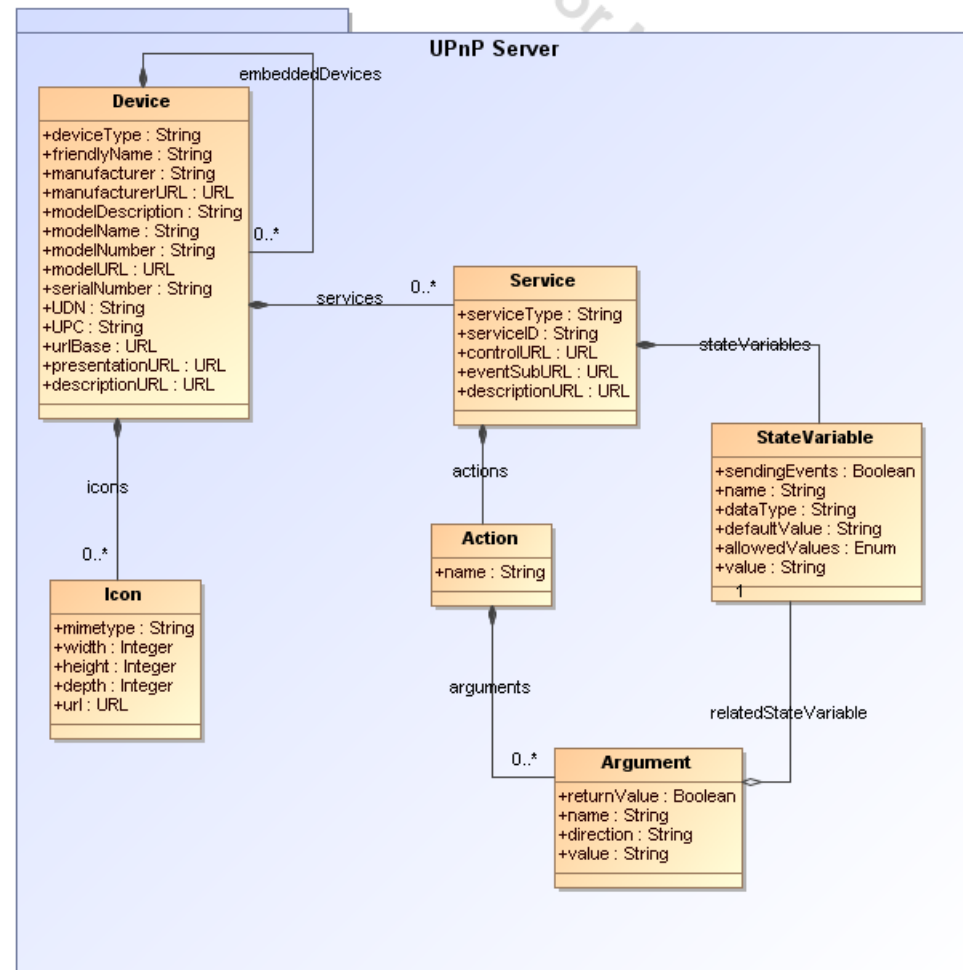 UPnP Server
embeddedDevices
Device
+deviceType : String
+friendlyName : String
+manufacturer : String
+manufacturerURL : URL
+modelDescription : String
+modelName : String
+modelNumber : String
+modelURL : URL
+serialNumber : String
+UDN : String
+UPC : String
+urlBase : URL
+presentationURL : URL
+descriptionURL : URL
0..*
services
0..*
Service
+serviceType : String
+serviceID : String
+controlURL : URL
+eventSubURL : URL
+descriptionURL : URL
stateVariables
StateVariable
+sendingEvents : Boolean
+name : String
+dataType : String
+defaultValue : String
+allowedValues : Enum
+value : String
1
icons
0..*
Icon
+mimetype : String
+width : Integer
+height : Integer
+depth : Integer
+url : URL
actions
Action
+name : String
arguments
0..*
relatedStateVariable
Argument
+returnValue : Boolean
+name : String
+direction : String
+value : String